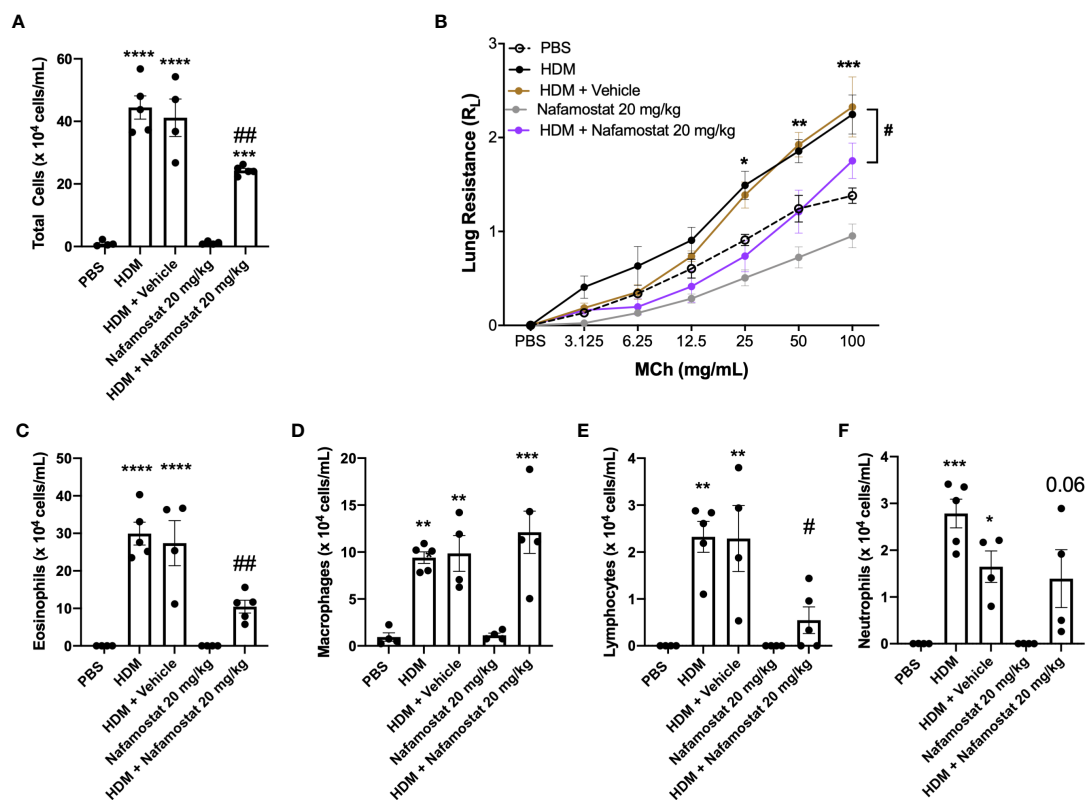 A
Total Cells (x 10⁴ cells/mL)
60
40
20
0
****
****
##
***
PBS
HDM
HDM + Vehicle
Nafamostat 20 mg/kg
HDM + Nafamostat 20 mg/kg
B
Lung Resistance (R_L)
3
2
1
0
PBS
HDM
HDM + Vehicle
Nafamostat 20 mg/kg
HDM + Nafamostat 20 mg/kg
*
**
***
#
PBS
3.125
6.25
12.5
25
50
100
MCh (mg/mL)
C
Eosinophils (x 10⁴ cells/mL)
50
40
30
20
10
0
****
****
##
PBS
HDM
HDM + Vehicle
Nafamostat 20 mg/kg
HDM + Nafamostat 20 mg/kg
D
Macrophages (x 10⁴ cells/mL)
20
15
10
5
0
**
**
***
PBS
HDM
HDM + Vehicle
Nafamostat 20 mg/kg
HDM + Nafamostat 20 mg/kg
E
Lymphocytes (x 10⁴ cells/mL)
4
3
2
1
0
**
**
#
PBS
HDM
HDM + Vehicle
Nafamostat 20 mg/kg
HDM + Nafamostat 20 mg/kg
F
Neutrophils (x 10⁴ cells/mL)
4
3
2
1
0
***
*
0.06
PBS
HDM
HDM + Vehicle
Nafamostat 20 mg/kg
HDM + Nafamostat 20 mg/kg